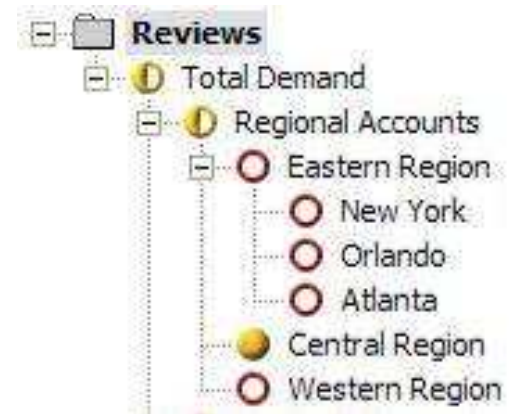 Reviews
Total Demand
Regional Accounts
Eastern Region
New York
Orlando
Atlanta
Central Region
Western Region